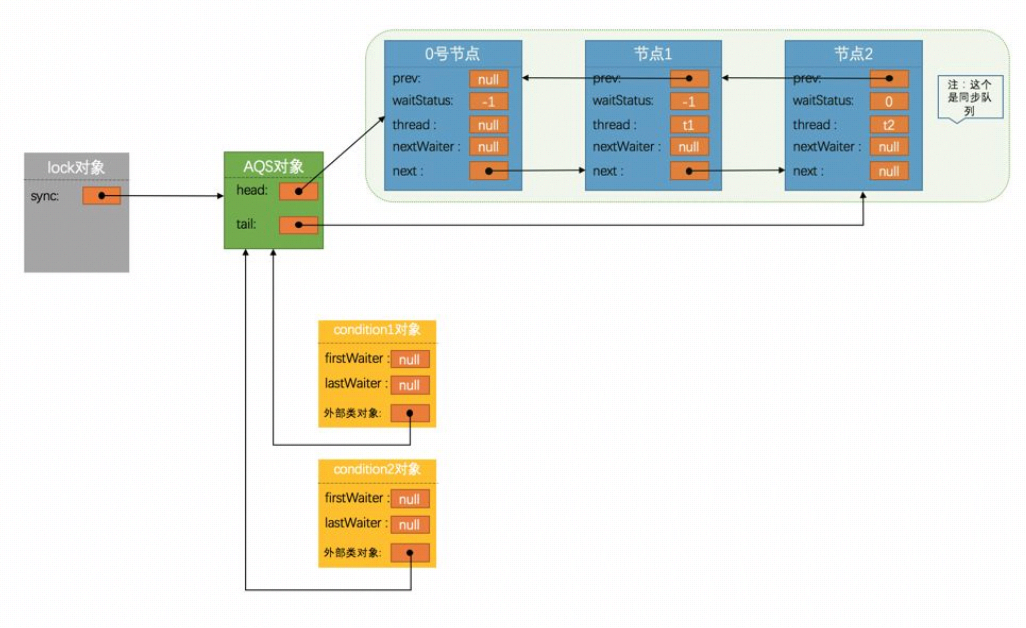 0号节点
prev: null
waitStatus: -1
thread : null
nextWaiter : null
next :
节点1
prev:
waitStatus: -1
thread : t1
nextWaiter : null
next :
节点2
prev:
waitStatus: 0
thread : t2
nextWaiter : null
next : null
注：这个
是同步队
列
lock对象
sync:
AQS对象
head:
tail:
condition1对象
firstWaiter : null
lastWaiter : null
外部类对象:
condition2对象
firstWaiter : null
lastWaiter : null
外部类对象: